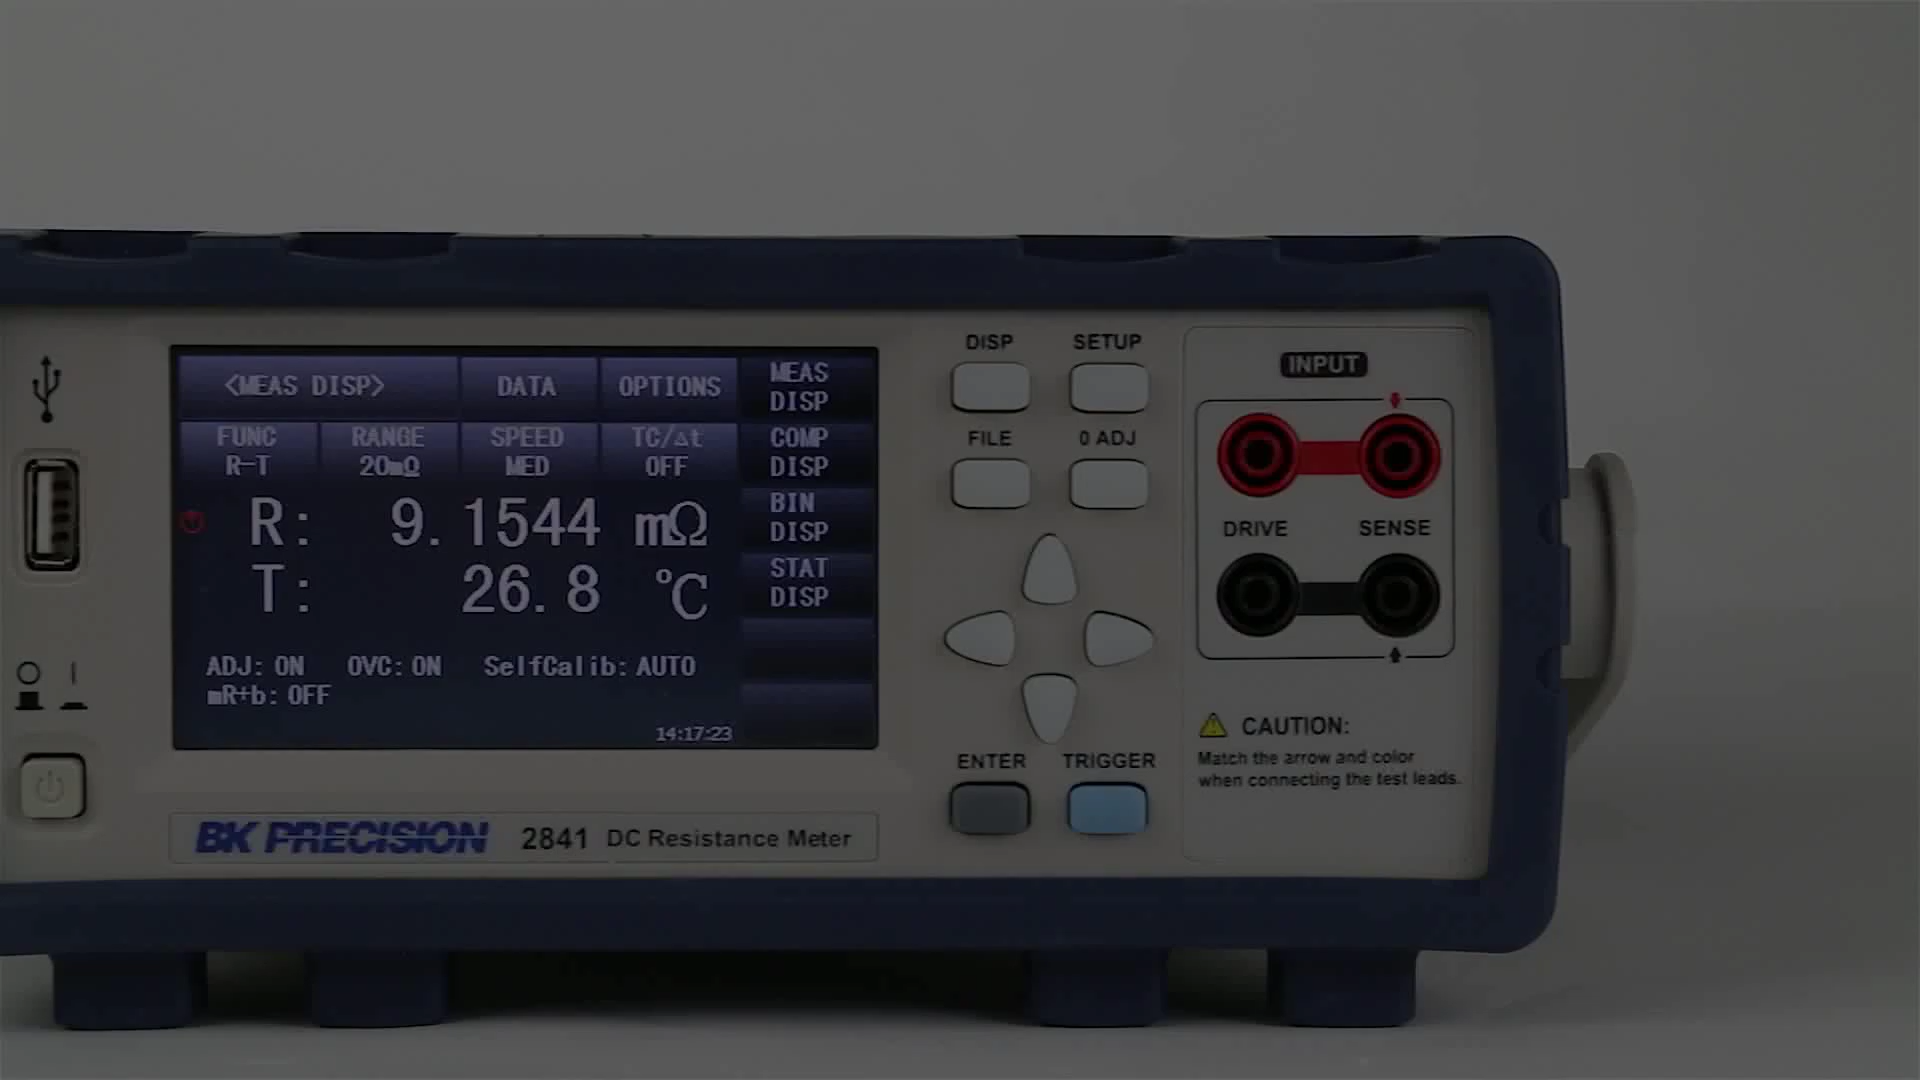 <MEAS DISP> DATA OPTIONS
MEAS DISP
FUNC RANGE SPEED TC/Δt
R-T 20mΩ MED OFF
COMP DISP
R: 9.1544 mΩ
BIN DISP
T: 26.8 ℃
STAT DISP
ADJ: ON OVC: ON SelfCalib: AUTO
mR+b: OFF
14:17:23
BK PRECISION 2841 DC Resistance Meter
DISP SETUP
FILE 0 ADJ
ENTER TRIGGER
INPUT
DRIVE SENSE
CAUTION:
Match the arrow and color
when connecting the test leads.